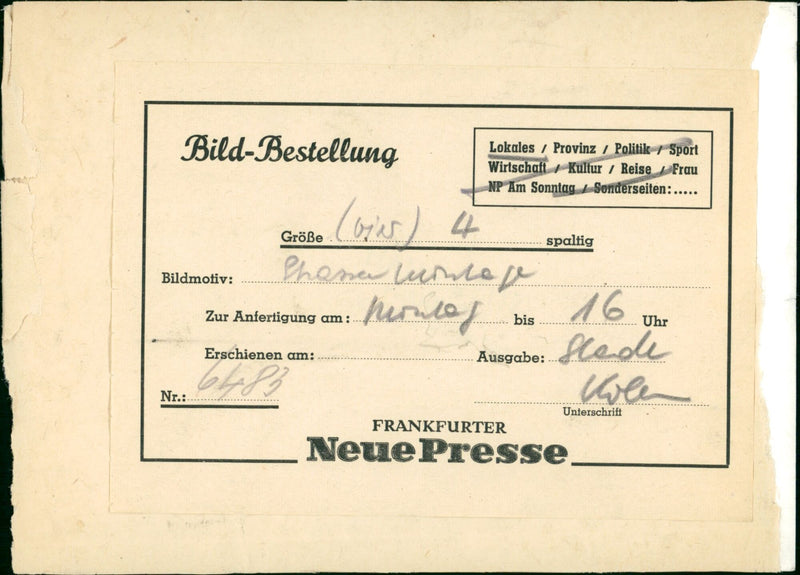 Bild-Bestellung
Lokales / Provinz / Politik / Sport
Wirtschaft / Kultur / Reise / Frau
NP Am Sonntag / Sonderseiten:.....
Größe (vier) 4 spaltig
Bildmotiv:
Zur Anfertigung am: Montag bis 16 Uhr
Erschienen am: Ausgabe: Stadt
Nr.: 6483
Unterschrift
FRANKFURTER
Neue Presse